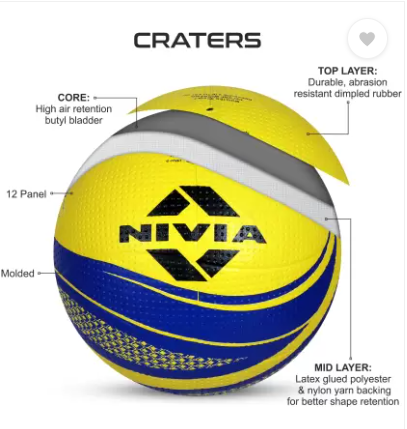 CRATERS
TOP LAYER:
Durable, abrasion
resistant dimpled rubber
CORE:
High air retention
butyl bladder
12 Panel
NIVIA
Molded
MID LAYER:
Latex glued polyester
& nylon yarn backing
for better shape retention